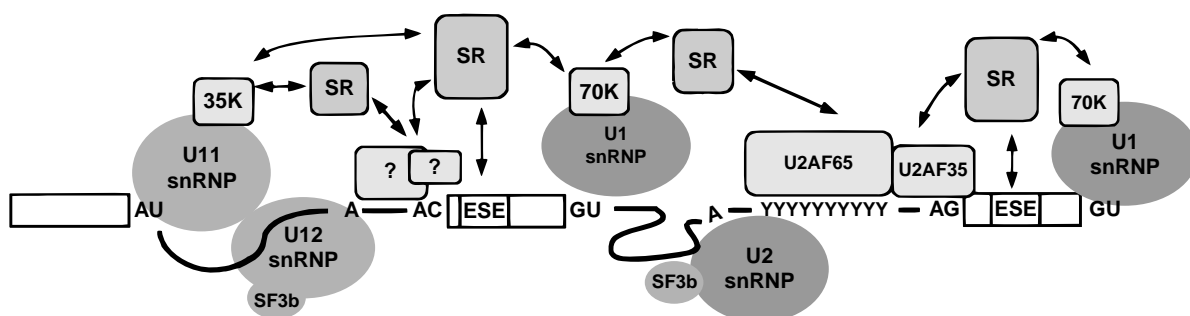 SR
SR
SR
35K
SR
70K
70K
U11
snRNP
U1
snRNP
U1
snRNP
?
?
U2AF65
U2AF35
AU
A
AC
ESE
GU
A
YYYYYYYYYY
AG
ESE
GU
U12
snRNP
SF3b
U2
snRNP
SF3b